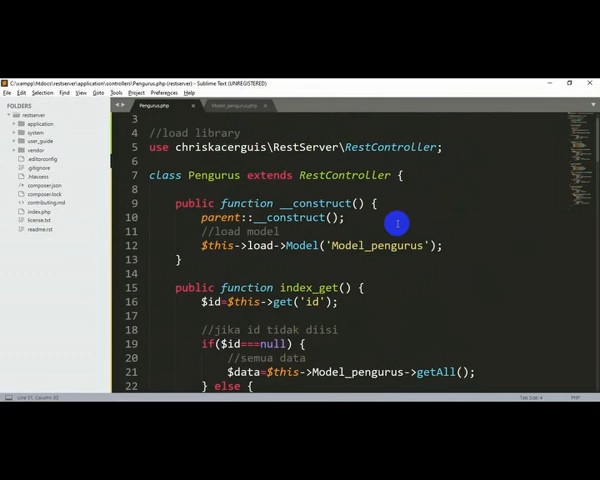 C:\xampp\htdocs\restserver\application\controllers\Pengurus.php (restserver) - Sublime Text (UNREGISTERED)
File Edit Selection Find View Goto Tools Project Preferences Help
FOLDERS
restserver
application
system
user_guide
vendor
.editorconfig
.gitignore
.htaccess
composer.json
composer.lock
contributing.md
index.php
license.txt
readme.rst
Pengurus.php
Model_pengurus.php
3
4 //load library
5 use chriskacerguis\RestServer\RestController;
6
7 class Pengurus extends RestController {
8
9 public function __construct() {
10 parent::__construct();
11 //load model
12 $this->load->Model('Model_pengurus');
13 }
14
15 public function index_get() {
16 $id=$this->get('id');
17
18 //jika id tidak diisi
19 if($id===null) {
20 //semua data
21 $data=$this->Model_pengurus->getAll();
22 } else {
Tab Size: 4
PHP